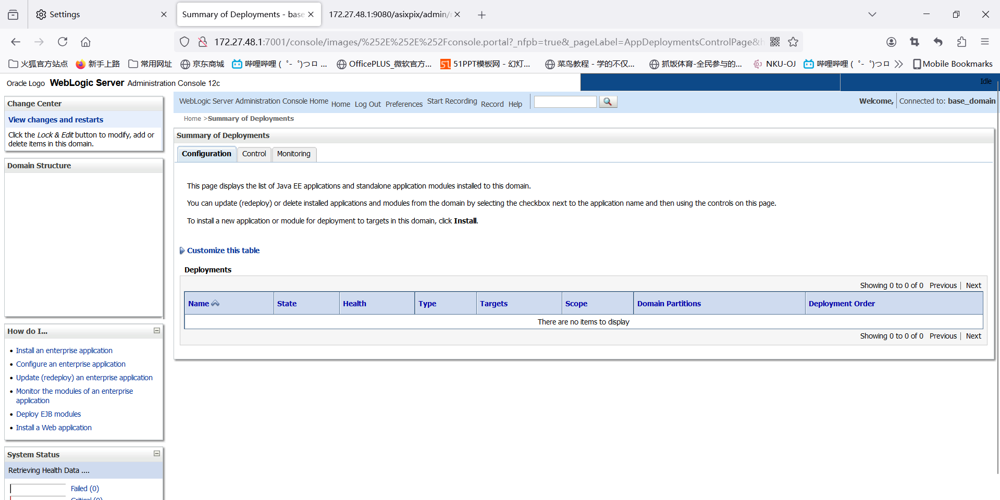 Settings
Summary of Deployments - base
172.27.48.1:9080/asixpix/admin/
172.27.48.1:7001/console/images/%252E%252E%252Fconsole.portal?_nfpb=true&_pageLabel=AppDeploymentsControlPage&h
火狐官方站点 新手上路 常用网址 京东商城 哔哩哔哩 (゜-゜)つロ ... OfficePLUS_微软官方... 51PPT模板网 - 幻灯... 菜鸟教程 - 学的不仅... 抓饭体育-全民参与的... NKU-OJ 哔哩哔哩 (゜-゜)つロ Mobile Bookmarks
Oracle Logo WebLogic Server Administration Console 12c
Idle
Change Center
View changes and restarts
Click the Lock & Edit button to modify, add or
delete items in this domain.
Domain Structure
How do I...
Install an enterprise application
Configure an enterprise application
Update (redeploy) an enterprise application
Monitor the modules of an enterprise
application
Deploy EJB modules
Install a Web application
System Status
Retrieving Health Data ....
Failed (0)
Critical (0)
WebLogic Server Administration Console Home Home Log Out Preferences Start Recording Record Help
Welcome, Connected to: base_domain
Home >Summary of Deployments
Summary of Deployments
Configuration Control Monitoring
This page displays the list of Java EE applications and standalone application modules installed to this domain.
You can update (redeploy) or delete installed applications and modules from the domain by selecting the checkbox next to the application name and then using the controls on this page.
To install a new application or module for deployment to targets in this domain, click Install.
Customize this table
Deployments
Showing 0 to 0 of 0 Previous | Next
Name State Health Type Targets Scope Domain Partitions Deployment Order
There are no items to display
Showing 0 to 0 of 0 Previous | Next